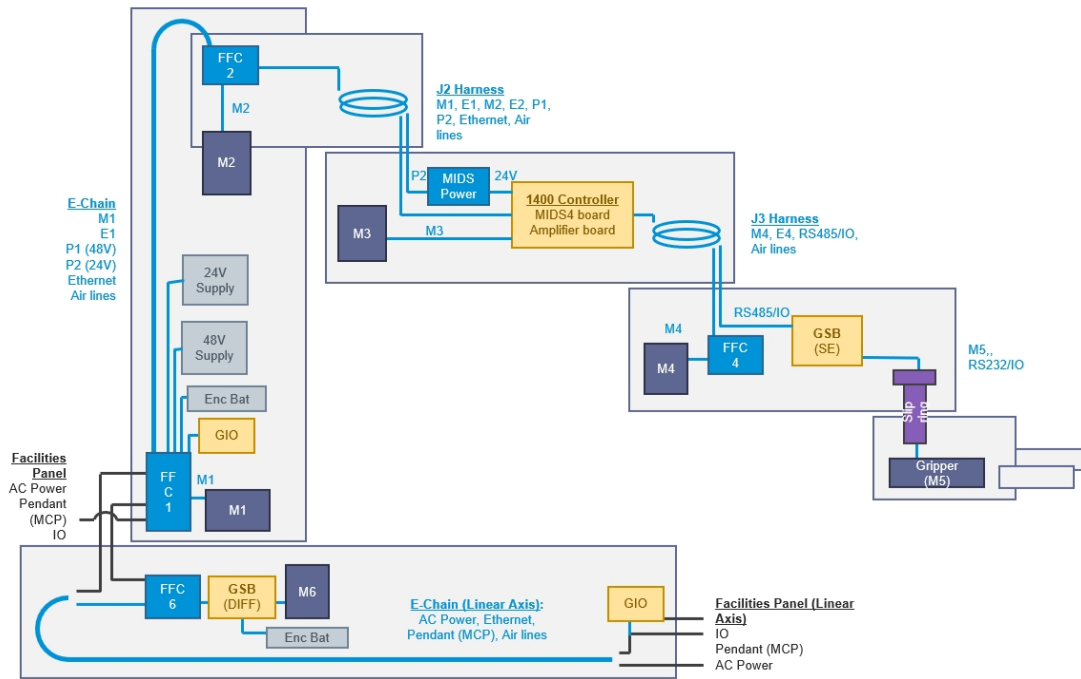 FFC
2
M2
M2
J2 Harness
M1, E1, M2, E2, P1,
P2, Ethernet, Air
lines
E-Chain
M1
E1
P1 (48V)
P2 (24V)
Ethernet
Air lines
P2
MIDS
Power
24V
1400 Controller
MIDS4 board
Amplifier board
M3
M3
J3 Harness
M4, E4, RS485/IO,
Air lines
24V
Supply
48V
Supply
Enc Bat
GIO
RS485/IO
M4
M4
FFC
4
GSB
(SE)
M5,,
RS232/IO
Slip
ring
Gripper
(M5)
Facilities
Panel
AC Power
Pendant
(MCP)
IO
FF
C
1
M1
M1
FFC
6
GSB
(DIFF)
M6
Enc Bat
E-Chain (Linear Axis):
AC Power, Ethernet,
Pendant (MCP), Air lines
GIO
Facilities Panel (Linear
Axis)
IO
Pendant (MCP)
AC Power